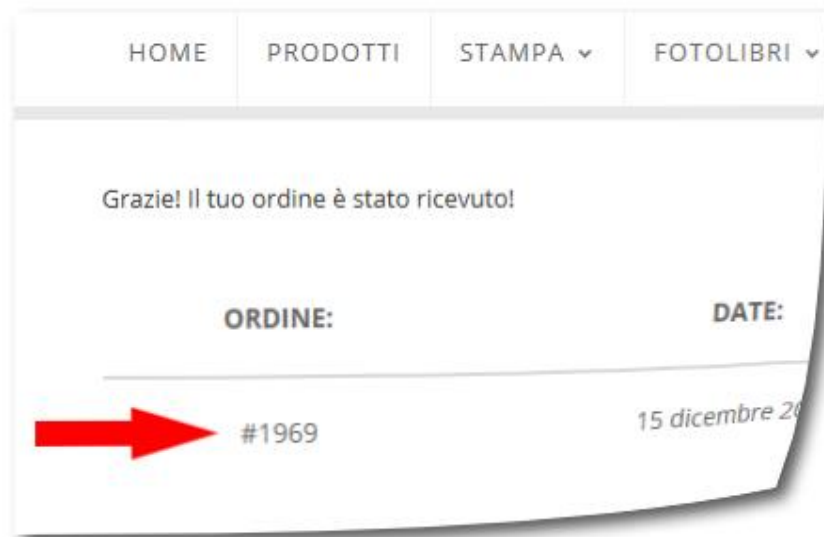 HOME PRODOTTI STAMPA FOTOLIBRI
Grazie! Il tuo ordine è stato ricevuto!
ORDINE: DATE:
#1969 15 dicembre